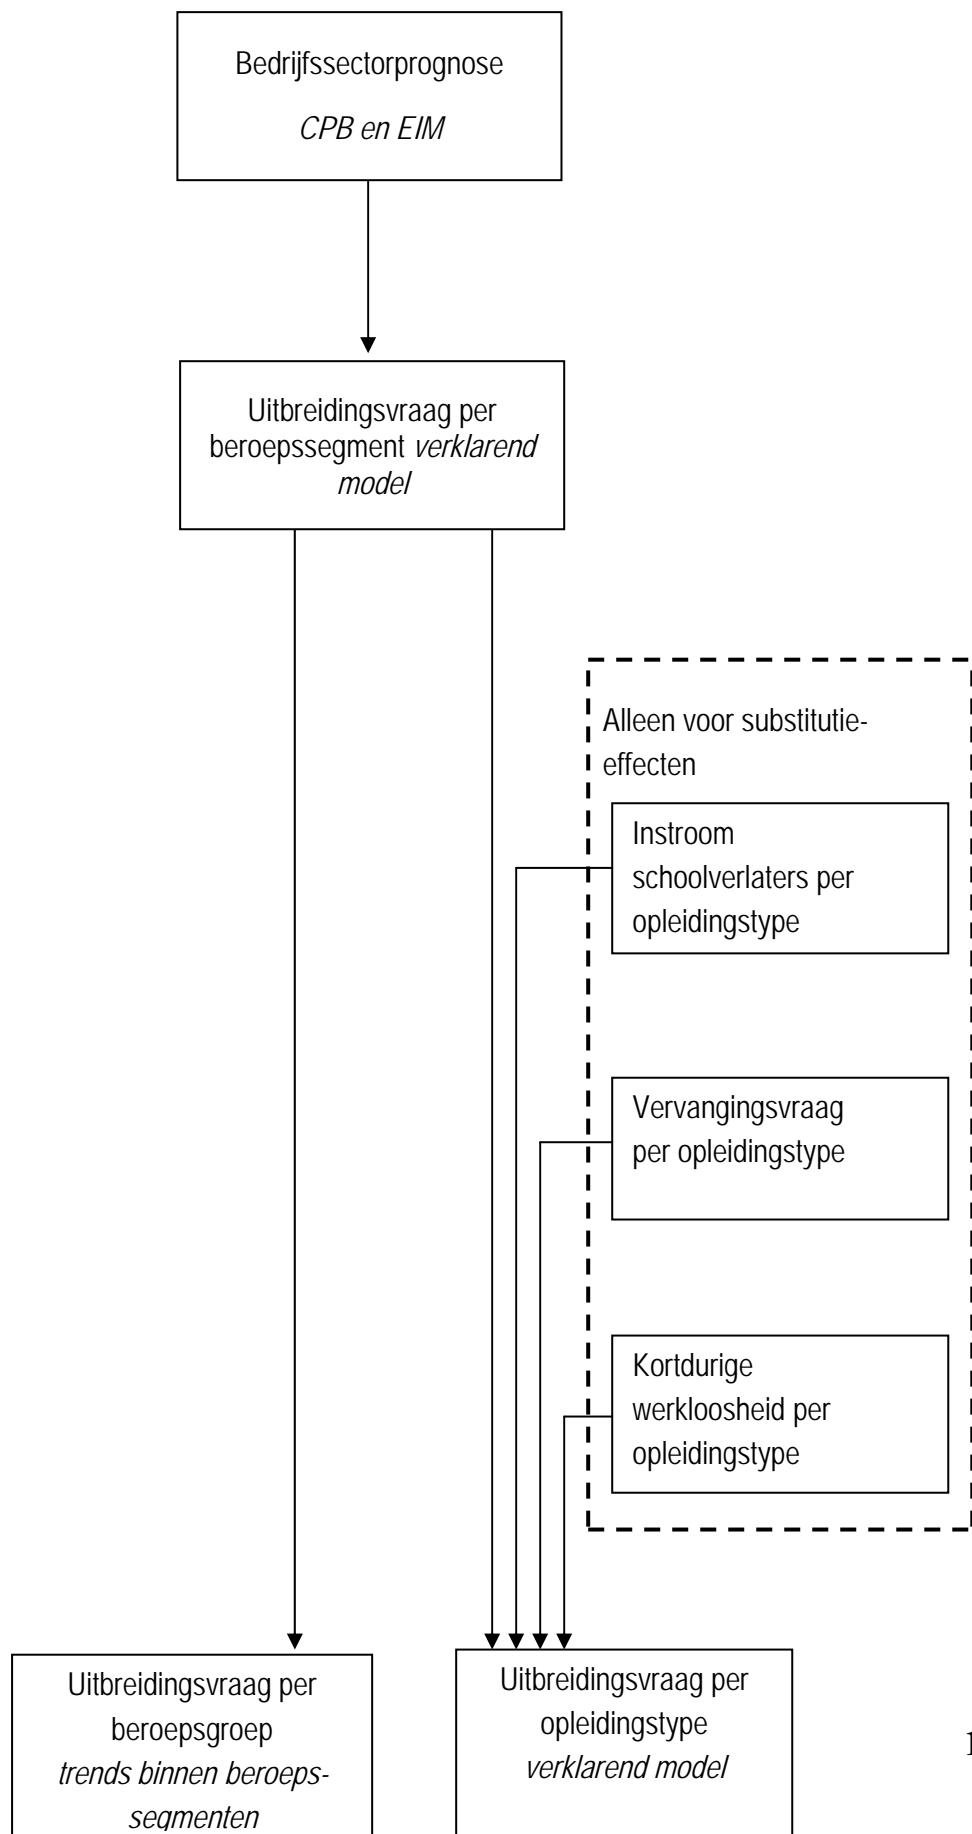 Bedrijfssectorprognose
CPB en EIM
Uitbreidingsvraag per
beroepssegment verklarend
model
Alleen voor substitutie-
effecten
Instroom
schoolverlaters per
opleidingstype
Vervangingsvraag
per opleidingstype
Kortdurige
werkloosheid per
opleidingstype
Uitbreidingsvraag per
beroepsgroep
trends binnen beroeps-
segmenten
Uitbreidingsvraag per
opleidingstype
verklarend model
1